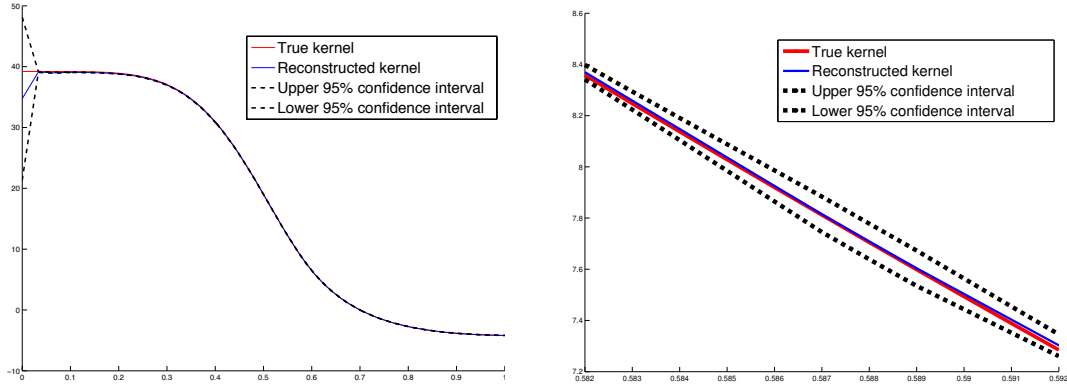 50
40
30
20
10
0
−10
0 0.1 0.2 0.3 0.4 0.5 0.6 0.7 0.8 0.9 1
True kernel
Reconstructed kernel
Upper 95% confidence interval
Lower 95% confidence interval
8.6
8.4
8.2
8
7.8
7.6
7.4
7.2
0.582 0.583 0.584 0.585 0.586 0.587 0.588 0.589 0.59 0.591 0.592
True kernel
Reconstructed kernel
Upper 95% confidence interval
Lower 95% confidence interval